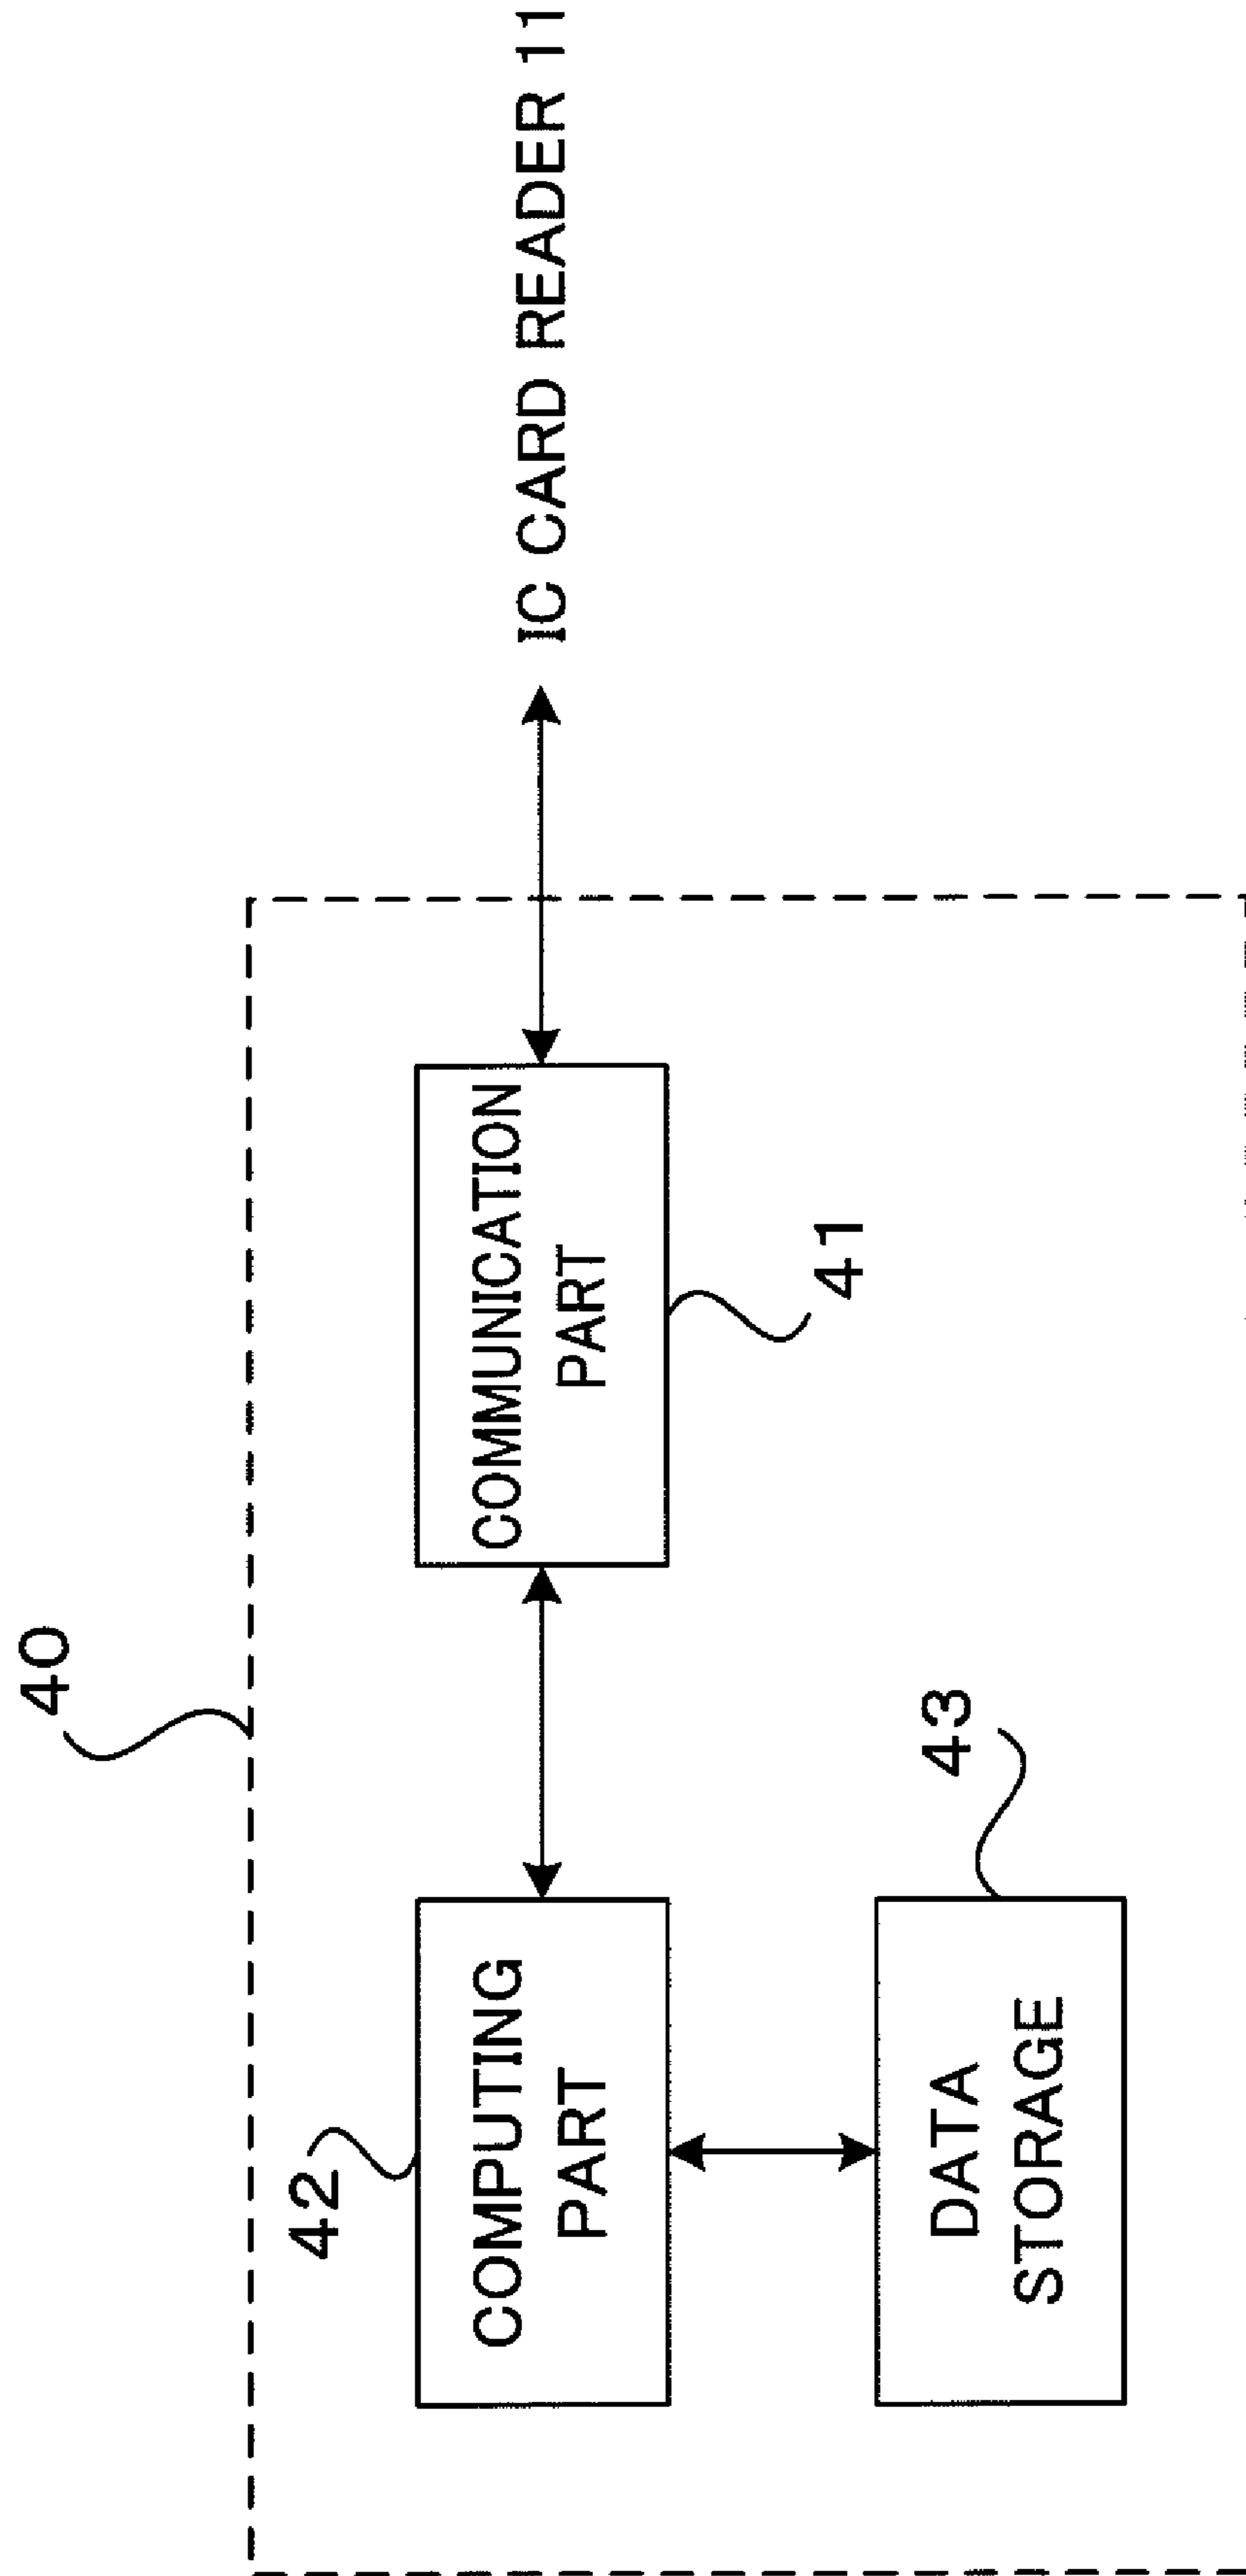 40
42
COMPUTING
PART
COMMUNICATION
PART
IC CARD READER 11
41
43
DATA
STORAGE